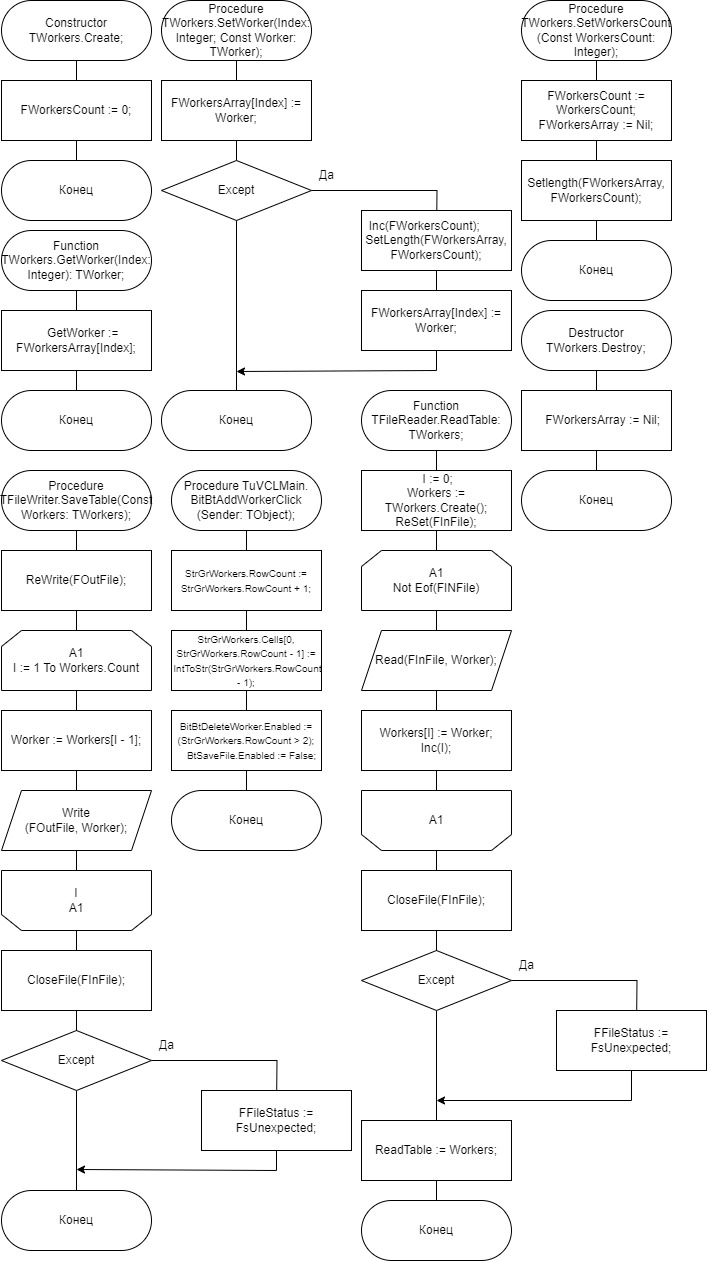 Constructor
TWorkers.Create;
FWorkersCount := 0;
Конец
Procedure
TWorkers.SetWorker(Index:
Integer; Const Worker:
TWorker);
FWorkersArray[Index] :=
Worker;
Except
Да
Inc(FWorkersCount);
SetLength(FWorkersArray,
FWorkersCount);
FWorkersArray[Index] :=
Worker;
Конец
Procedure
TWorkers.SetWorkersCount
(Const WorkersCount:
Integer);
FWorkersCount :=
WorkersCount;
FWorkersArray := Nil;
Setlength(FWorkersArray,
FWorkersCount);
Конец
Function
TWorkers.GetWorker(Index:
Integer): TWorker;
GetWorker :=
FWorkersArray[Index];
Конец
Destructor
TWorkers.Destroy;
FWorkersArray := Nil;
Конец
Procedure
TFileWriter.SaveTable(Const
Workers: TWorkers);
ReWrite(FOutFile);
A1
I := 1 To Workers.Count
Worker := Workers[I - 1];
Write
(FOutFile, Worker);
I
A1
CloseFile(FInFile);
Except
Да
FFileStatus :=
FsUnexpected;
Конец
Procedure TuVCLMain.
BitBtAddWorkerClick
(Sender: TObject);
StrGrWorkers.RowCount :=
StrGrWorkers.RowCount + 1;
StrGrWorkers.Cells[0,
StrGrWorkers.RowCount - 1] :=
IntToStr(StrGrWorkers.RowCount
- 1);
BitBtDeleteWorker.Enabled :=
(StrGrWorkers.RowCount > 2);
BtSaveFile.Enabled := False;
Конец
Function
TFileReader.ReadTable:
TWorkers;
I := 0;
Workers :=
TWorkers.Create();
ReSet(FInFile);
A1
Not Eof(FINFile)
Read(FInFile, Worker);
Workers[I] := Worker;
Inc(I);
A1
CloseFile(FInFile);
Except
Да
FFileStatus :=
FsUnexpected;
ReadTable := Workers;
Конец